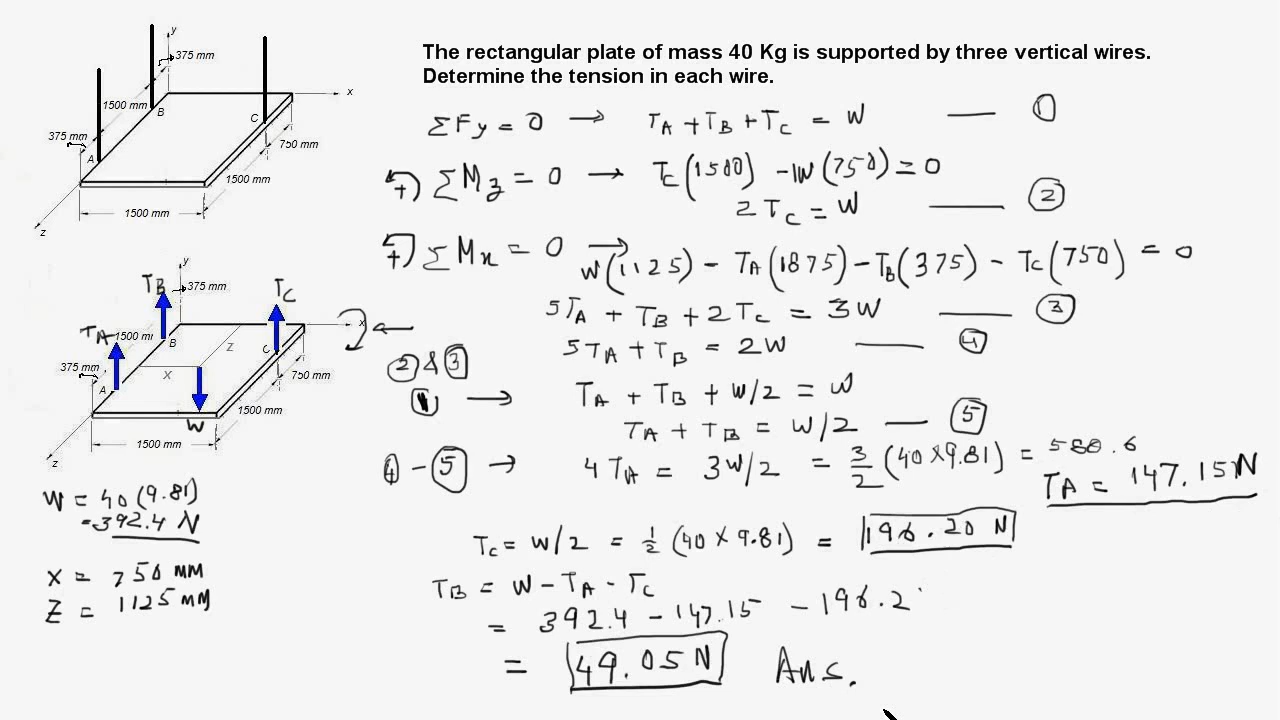 The rectangular plate of mass 40 Kg is supported by three vertical wires.
Determine the tension in each wire.
y
375 mm
1500 mm
B
x
375 mm
A
C
750 mm
1500 mm
1500 mm
z
ΣFy = 0 → TA + TB + TC = W — ①
+) ΣMz = 0 → TC(1500) - W(750) = 0
2TC = W — ②
+) ΣMx = 0 → W(1125) - TA(1875) - TB(375) - TC(750) = 0
5TA + TB + 2TC = 3W — ③
② & ③ 5TA + TB = 2W — ④
① → TA + TB + W/2 = W
TA + TB = W/2 — ⑤
④ - ⑤ → 4TA = 3W/2 = 3/2 (40 × 9.81) = 588.6
TA = 147.15 N
TC = W/2 = 1/2 (40 × 9.81) = 196.20 N
TB = W - TA - TC
= 392.4 - 147.15 - 196.2
= 49.05 N Ans.
y
TB
375 mm
TC
TA
1500 m
B
x
Z
375 mm
C
A
X
750 mm
W
1500 mm
1500 mm
z
W = 40(9.81)
= 392.4 N
X = 750 MM
Z = 1125 MM